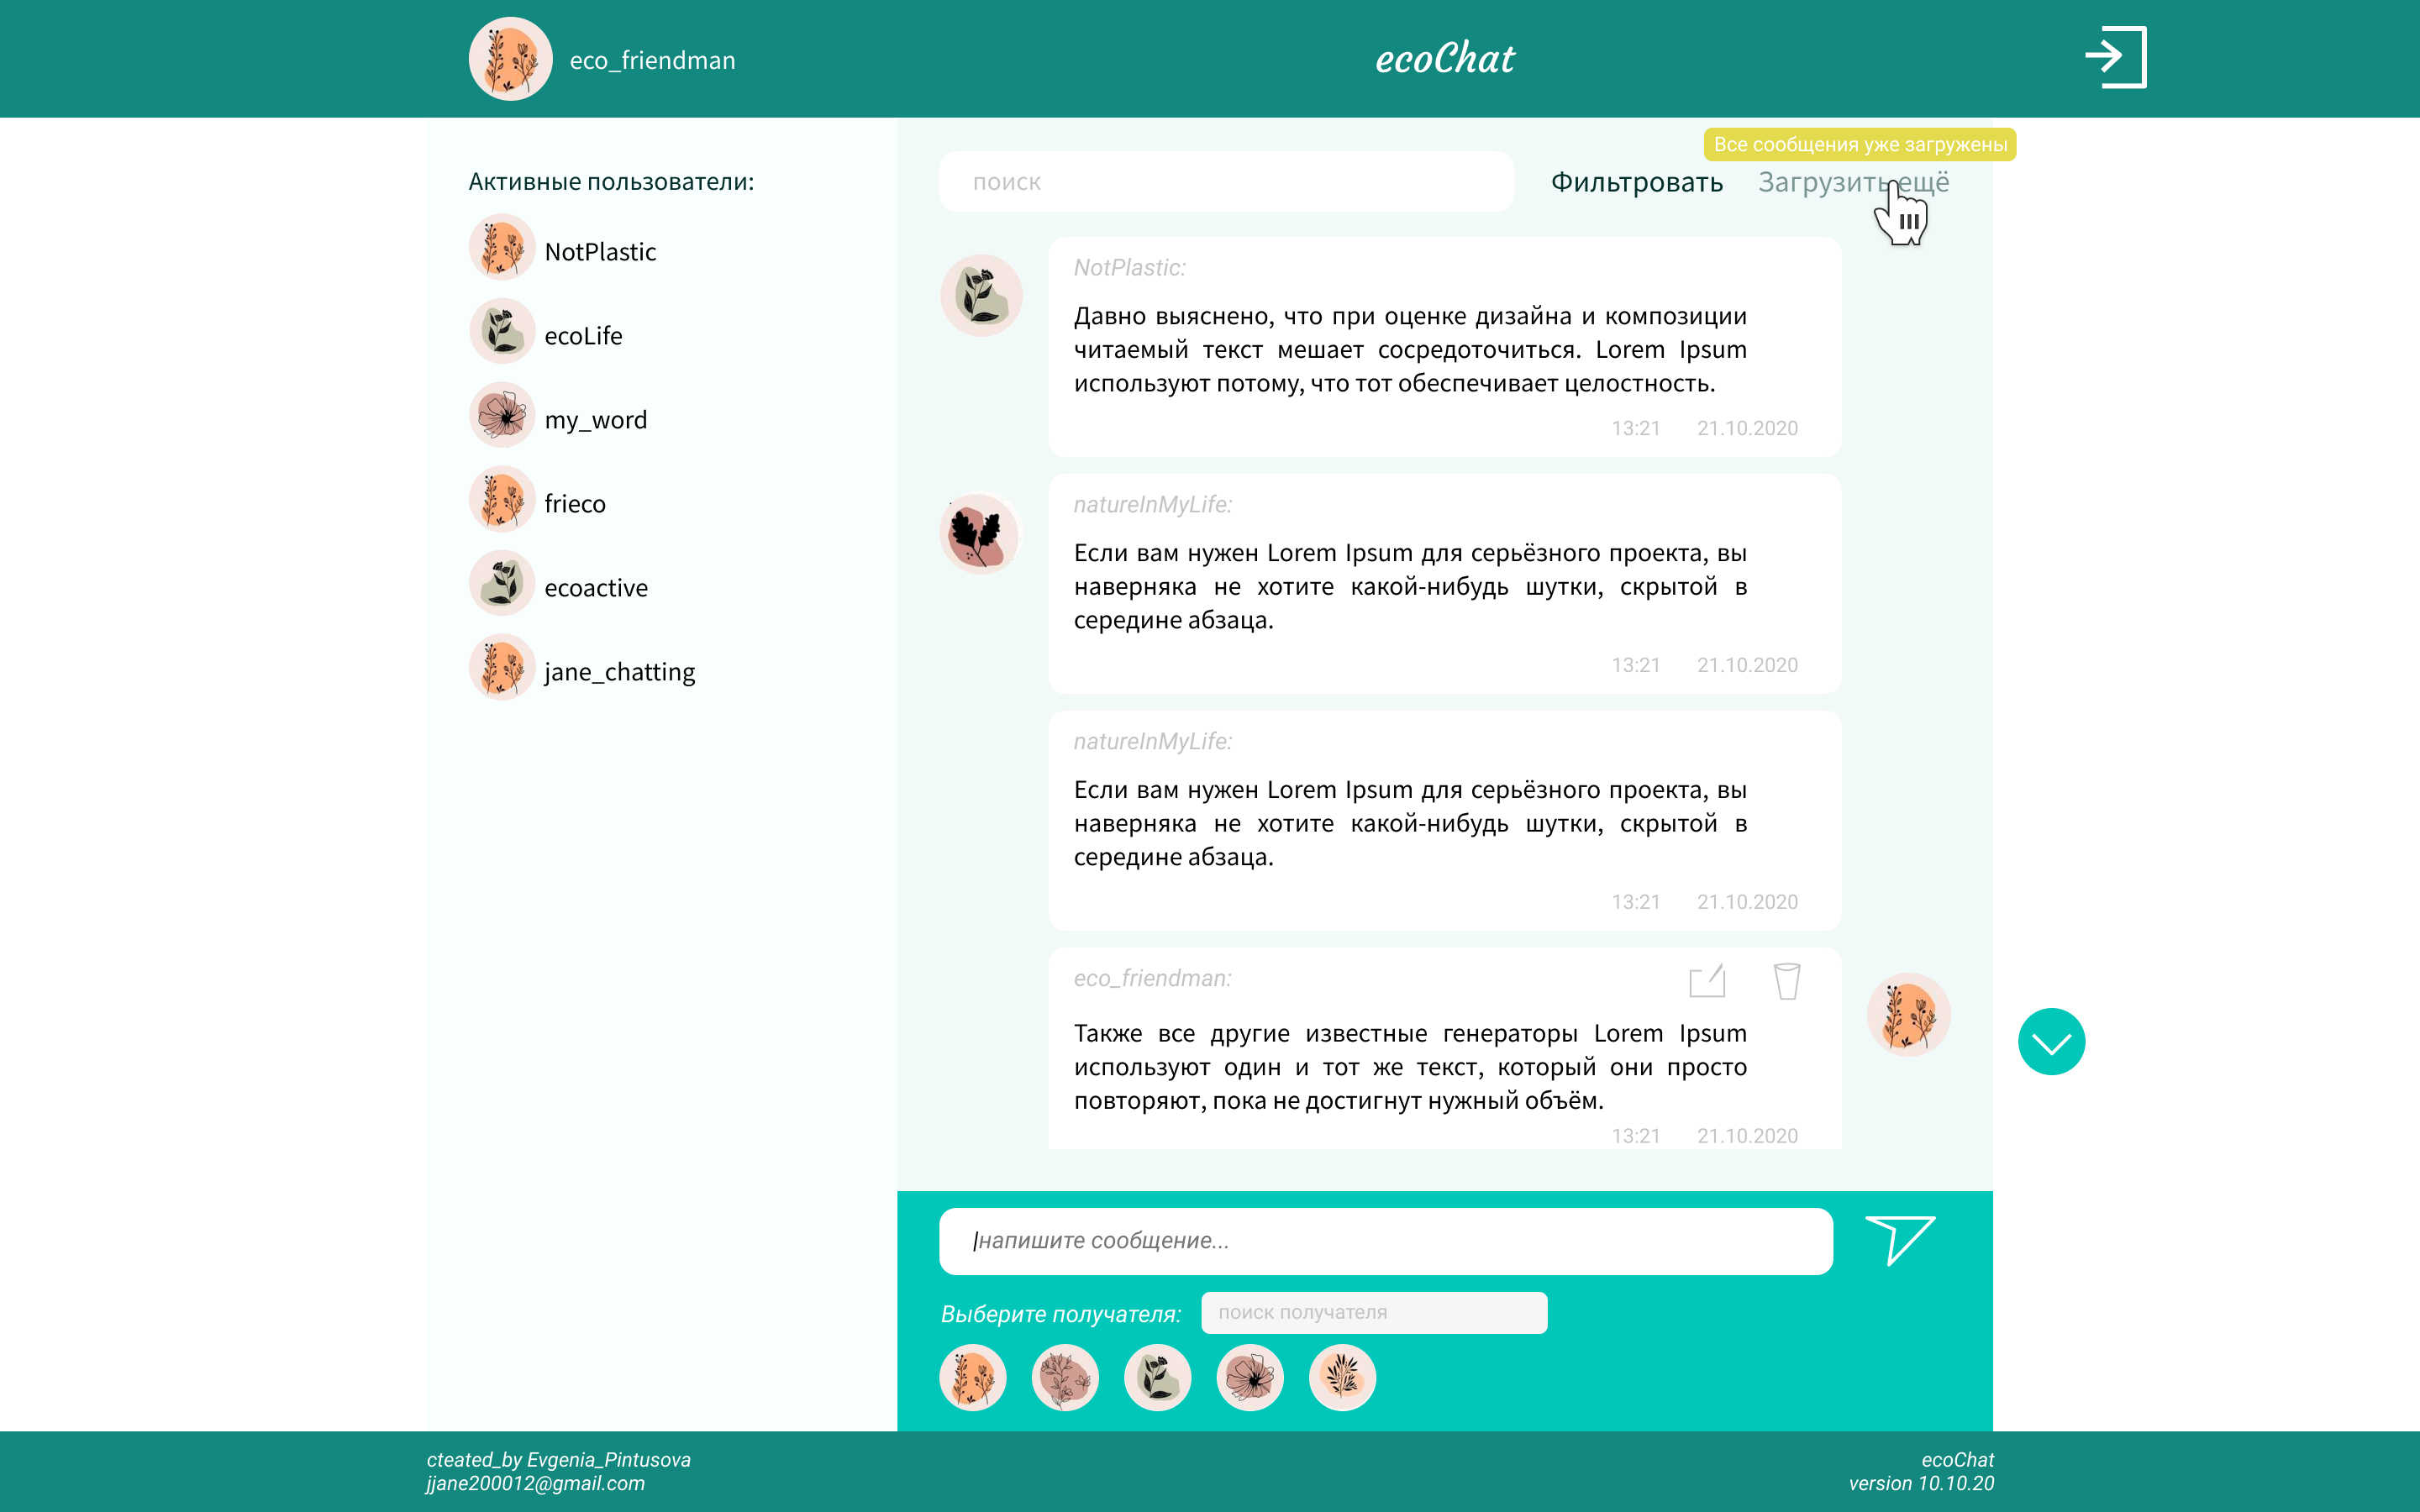 eco_friendman
ecoChat
Все сообщения уже загружены
Активные пользователи:
NotPlastic
ecoLife
my_word
frieco
ecoactive
jane_chatting
поиск
Фильтровать
Загрузить ещё
NotPlastic:
Давно выяснено, что при оценке дизайна и композиции
читаемый текст мешает сосредоточиться. Lorem Ipsum
используют потому, что тот обеспечивает целостность.
13:21 21.10.2020
natureInMyLife:
Если вам нужен Lorem Ipsum для серьёзного проекта, вы
наверняка не хотите какой-нибудь шутки, скрытой в
середине абзаца.
13:21 21.10.2020
natureInMyLife:
Если вам нужен Lorem Ipsum для серьёзного проекта, вы
наверняка не хотите какой-нибудь шутки, скрытой в
середине абзаца.
13:21 21.10.2020
eco_friendman:
Также все другие известные генераторы Lorem Ipsum
используют один и тот же текст, который они просто
повторяют, пока не достигнут нужный объём.
13:21 21.10.2020
напишите сообщение...
Выберите получателя:
поиск получателя
cteated_by Evgenia_Pintusova
jjane200012@gmail.com
ecoChat
version 10.10.20